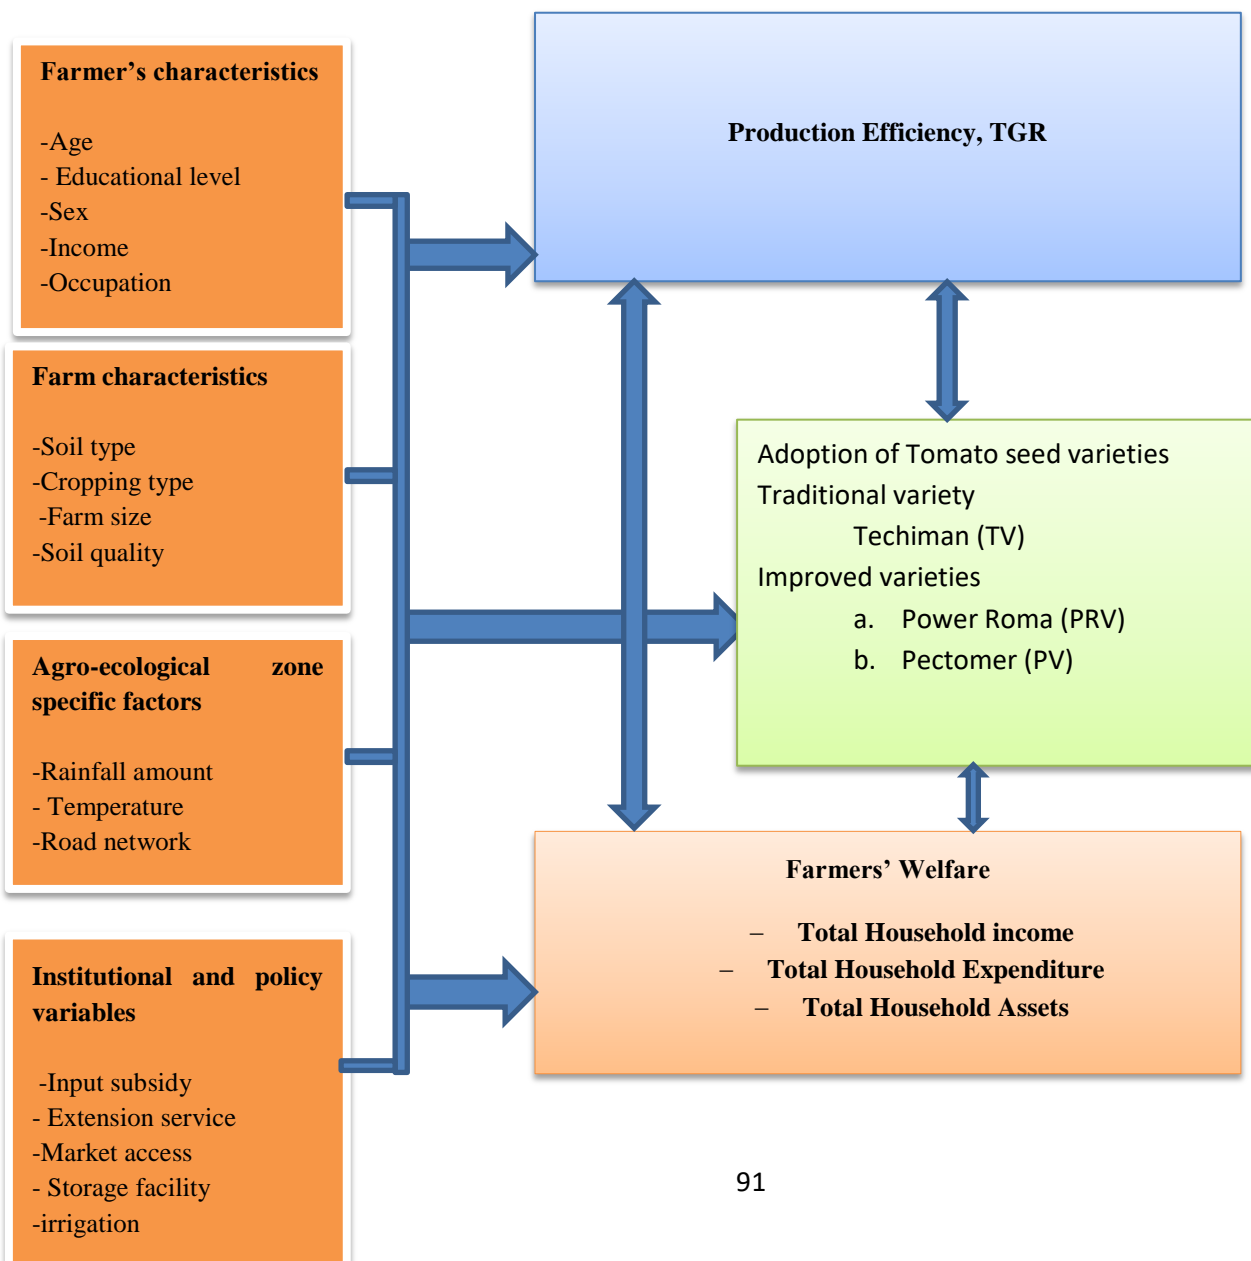 Farmer’s characteristics
-Age
- Educational level
-Sex
-Income
-Occupation
Farm characteristics
-Soil type
-Cropping type
-Farm size
-Soil quality
Agro-ecological zone
specific factors
-Rainfall amount
- Temperature
-Road network
Institutional and policy
variables
-Input subsidy
- Extension service
-Market access
- Storage facility
-irrigation
Production Efficiency, TGR
Adoption of Tomato seed varieties
Traditional variety
Techiman (TV)
Improved varieties
a. Power Roma (PRV)
b. Pectomer (PV)
Farmers’ Welfare
– Total Household income
– Total Household Expenditure
– Total Household Assets
91